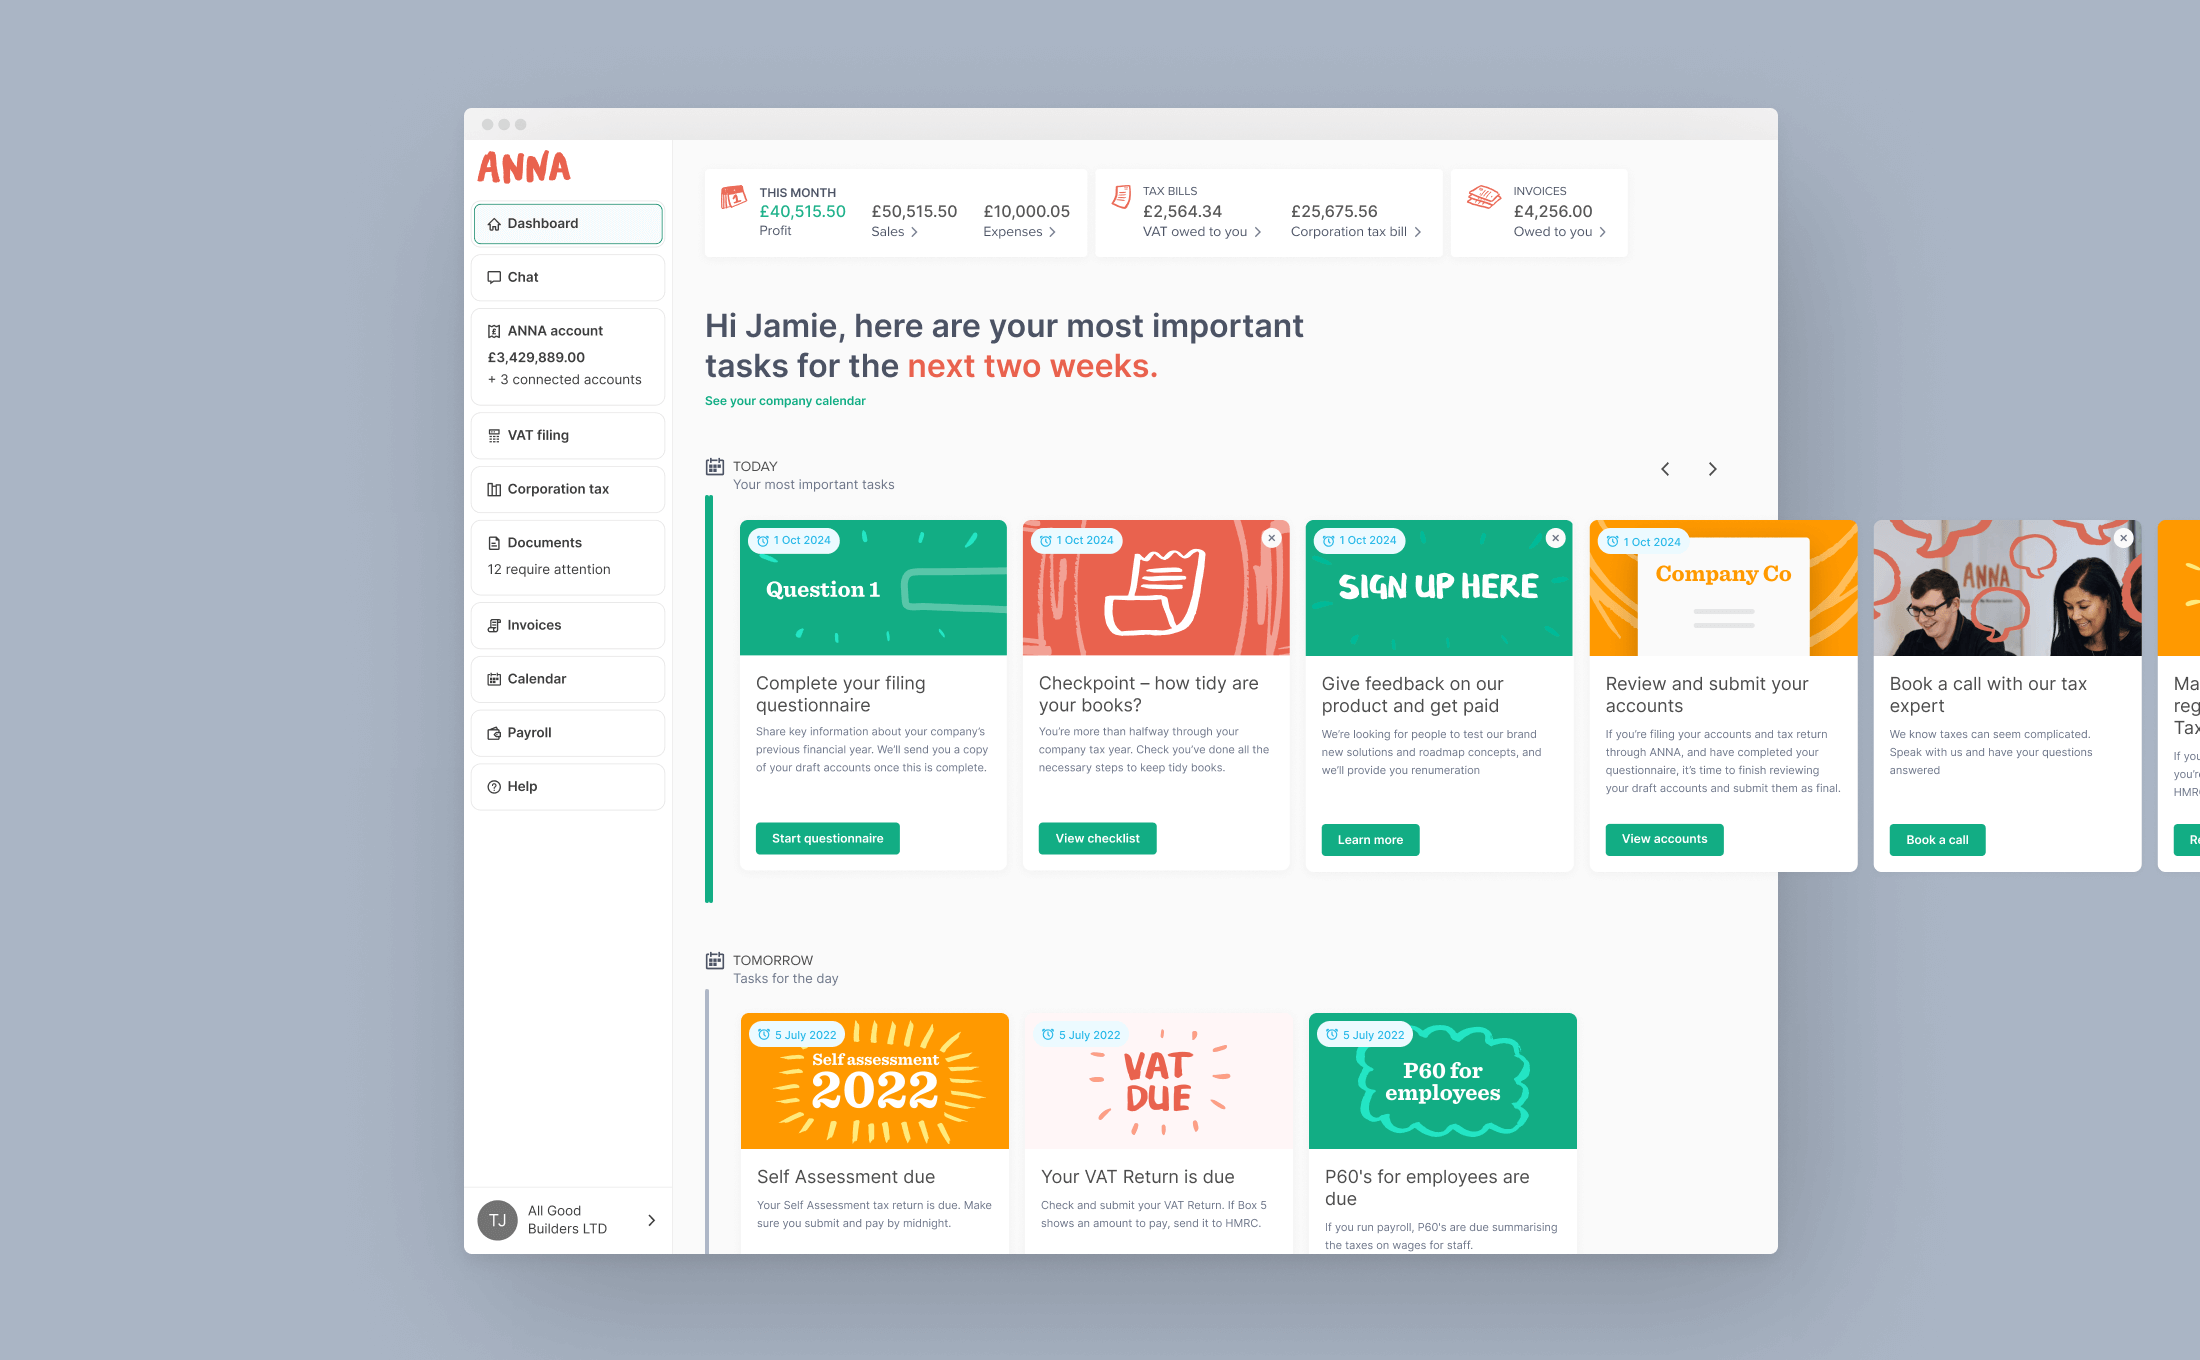 ANNA
Dashboard
Chat
ANNA account
£3,429,889.00
+ 3 connected accounts
VAT filing
Corporation tax
Documents
12 require attention
Invoices
Calendar
Payroll
Help
TJ
All Good
Builders LTD
1
THIS MONTH
£40,515.50
Profit
£50,515.50
Sales
£10,000.05
Expenses
TAX BILLS
£2,564.34
VAT owed to you
£25,675.56
Corporation tax bill
INVOICES
£4,256.00
Owed to you
Hi Jamie, here are your most important
tasks for the next two weeks.
See your company calendar
TODAY
Your most important tasks
1 Oct 2024
Question 1
Complete your filing
questionnaire
Share key information about your company's
previous financial year. We'll send you a copy
of your draft accounts once this is complete.
Start questionnaire
1 Oct 2024
Checkpoint – how tidy are
your books?
You're more than halfway through your
company tax year. Check you've done all the
necessary steps to keep tidy books.
View checklist
1 Oct 2024
SIGN UP HERE
Give feedback on our
product and get paid
We're looking for people to test our brand
new solutions and roadmap concepts, and
we'll provide you renumeration
Learn more
1 Oct 2024
Company Co
Review and submit your
accounts
If you're filing your accounts and tax return
through ANNA, and have completed your
questionnaire, it's time to finish reviewing
your draft accounts and submit them as final.
View accounts
ANNA
Book a call with our tax
expert
We know taxes can seem complicated.
Speak with us and have your questions
answered
Book a call
Ma
reg
Tax
If you
you're
HMRC
Re
TOMORROW
Tasks for the day
5 July 2022
Self assessment
2022
Self Assessment due
Your Self Assessment tax return is due. Make
sure you submit and pay by midnight.
5 July 2022
VAT
DUE
Your VAT Return is due
Check and submit your VAT Return. If Box 5
shows an amount to pay, send it to HMRC.
5 July 2022
P60 for
employees
P60's for employees are
due
If you run payroll, P60's are due summarising
the taxes on wages for staff.